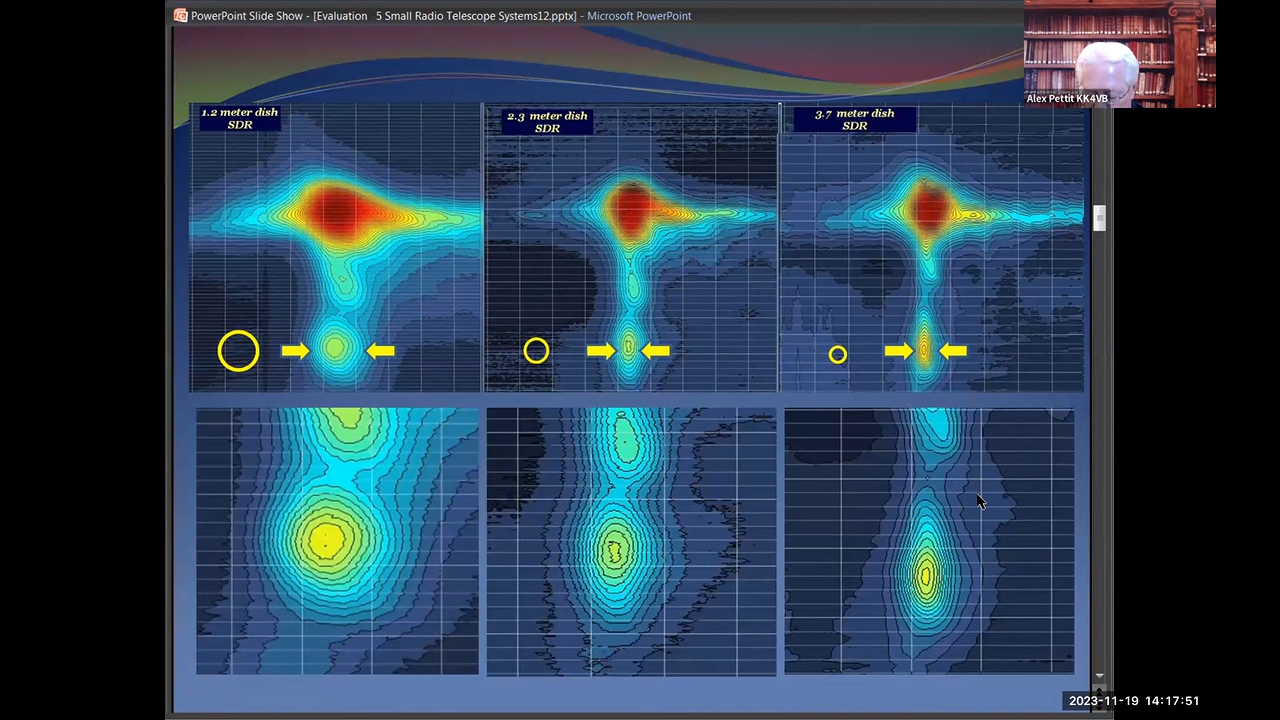 PowerPoint Slide Show - [Evaluation   5 Small Radio Telescope Systems12.pptx] - Microsoft PowerPoint
Alex Pettit KK4VB
1.2 meter dish
SDR
2.3 meter dish
SDR
3.7 meter dish
SDR
2023-11-19 14:17:51